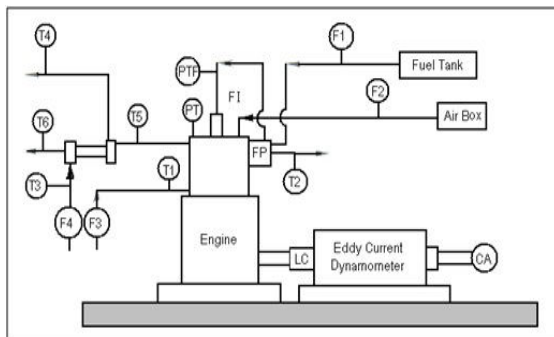 T4
F1
Fuel Tank
PTF
F2
FI
T6
T5
PT
Air Box
FP
T3
T1
T2
F4
F3
Engine
LC
Eddy Current
Dynamometer
CA